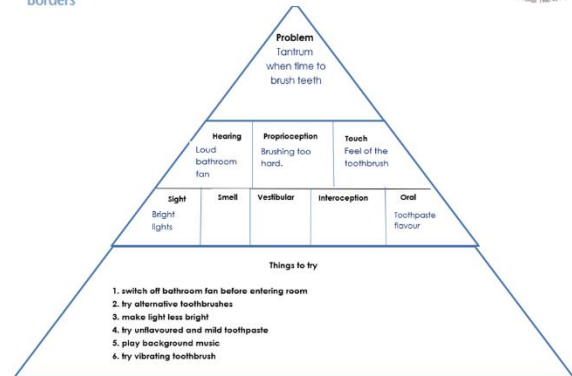 Borders
Problem
Tantrum
when time to
brush teeth
Hearing
Loud
bathroom
fan
Proprioception
Brushing too
hard.
Touch
Feel of the
toothbrush
Sight
Bright
lights
Smell
Vestibular
Interoception
Oral
Toothpaste
flavour
Things to try
1. switch off bathroom fan before entering room
2. try alternative toothbrushes
3. make light less bright
4. try unflavoured and mild toothpaste
5. play background music
6. try vibrating toothbrush